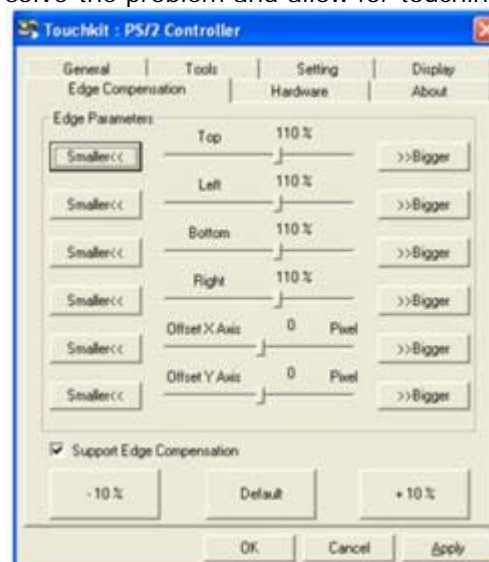 solve the problem and allow for touchin
Touchkit : PS/2 Controller
General Tools Setting Display
Edge Compensation Hardware About
Edge Parameters
Top 110 %
Smaller<< >>Bigger
Left 110 %
Smaller<< >>Bigger
Bottom 110 %
Smaller<< >>Bigger
Right 110 %
Smaller<< >>Bigger
Offset X Axis 0 Pixel
Smaller<< >>Bigger
Offset Y Axis 0 Pixel
Smaller<< >>Bigger
Support Edge Compensation
- 10 % Default + 10 %
OK Cancel Apply